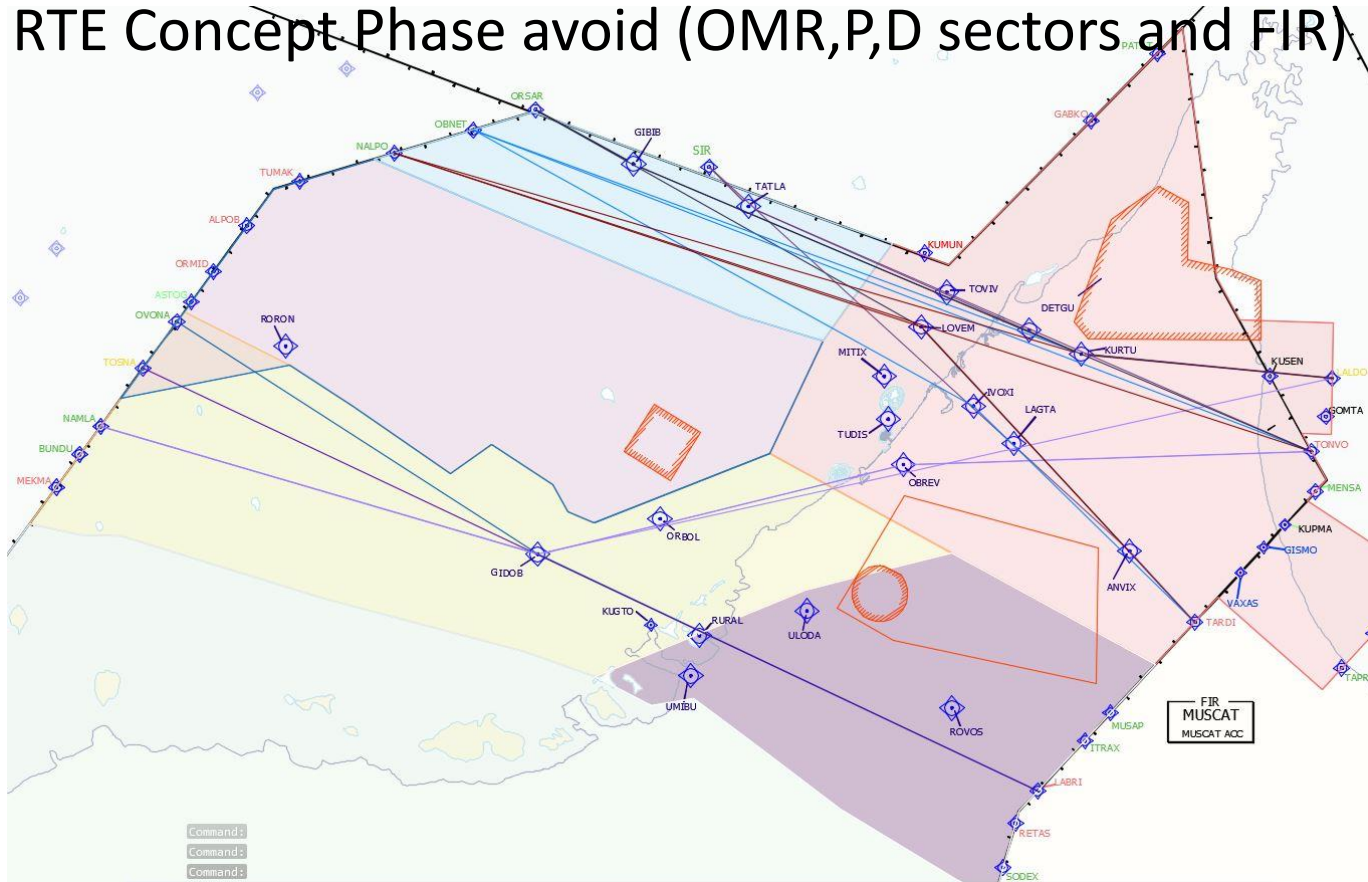 RTE Concept Phase avoid (OMR,P,D sectors and FIR)
ORSAR
OBNET
GIBIB
NALPO
SIR
TUMAK
TATLA
GABKO
ALPOB
KUMUN
ORMID
TOVIV
ASTOG
DETGU
OVONA
RORON
LOVEM
MITIX
KURTU
TOSNA
KUSEN
LALDO
IVOXI
LAGTA
GOMTA
NAMLA
TUDIS
BUNDU
TONVO
MEKMA
OBREV
MENSA
ORBOL
KUPMA
GIDOB
GISMO
ANVIX
VAXAS
KUGTO
RURAL
ULODA
TARDI
TAPR
UMIBU
FIR
MUSCAT
MUSCAT ACC
ROVOS
MUSAP
ITRAX
LABRI
Command:
RETAS
Command:
Command:
SODEX